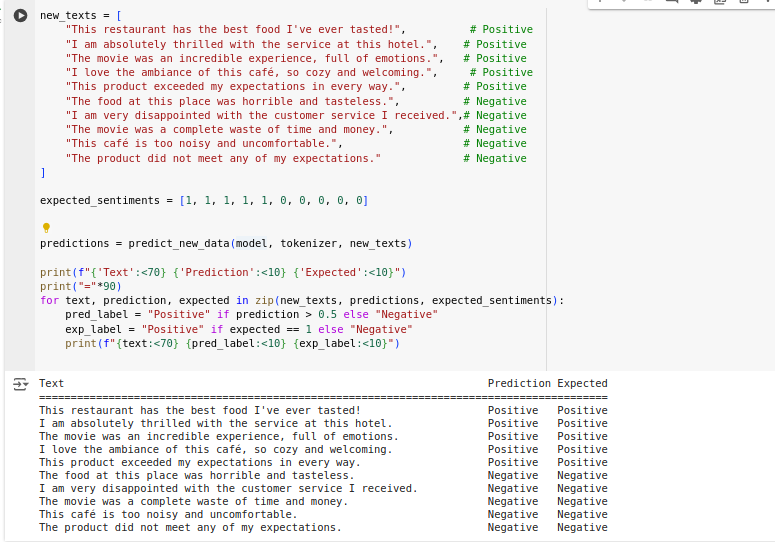 new_texts = [
    "This restaurant has the best food I've ever tasted!",          # Positive
    "I am absolutely thrilled with the service at this hotel.",    # Positive
    "The movie was an incredible experience, full of emotions.",   # Positive
    "I love the ambiance of this café, so cozy and welcoming.",     # Positive
    "This product exceeded my expectations in every way.",         # Positive
    "The food at this place was horrible and tasteless.",          # Negative
    "I am very disappointed with the customer service I received.",# Negative
    "The movie was a complete waste of time and money.",           # Negative
    "This café is too noisy and uncomfortable.",                   # Negative
    "The product did not meet any of my expectations."             # Negative
]
expected_sentiments = [1, 1, 1, 1, 1, 0, 0, 0, 0, 0]
predictions = predict_new_data(model, tokenizer, new_texts)
print(f"{'Text':<70} {'Prediction':<10} {'Expected':<10}")
print("="*90)
for text, prediction, expected in zip(new_texts, predictions, expected_sentiments):
    pred_label = "Positive" if prediction > 0.5 else "Negative"
    exp_label = "Positive" if expected == 1 else "Negative"
    print(f"{text:<70} {pred_label:<10} {exp_label:<10}")
Text                                                                   Prediction Expected
==========================================================================================
This restaurant has the best food I've ever tasted!                    Positive   Positive
I am absolutely thrilled with the service at this hotel.               Positive   Positive
The movie was an incredible experience, full of emotions.              Positive   Positive
I love the ambiance of this café, so cozy and welcoming.               Positive   Positive
This product exceeded my expectations in every way.                    Positive   Positive
The food at this place was horrible and tasteless.                     Negative   Negative
I am very disappointed with the customer service I received.           Negative   Negative
The movie was a complete waste of time and money.                      Negative   Negative
This café is too noisy and uncomfortable.                              Negative   Negative
The product did not meet any of my expectations.                       Negative   Negative